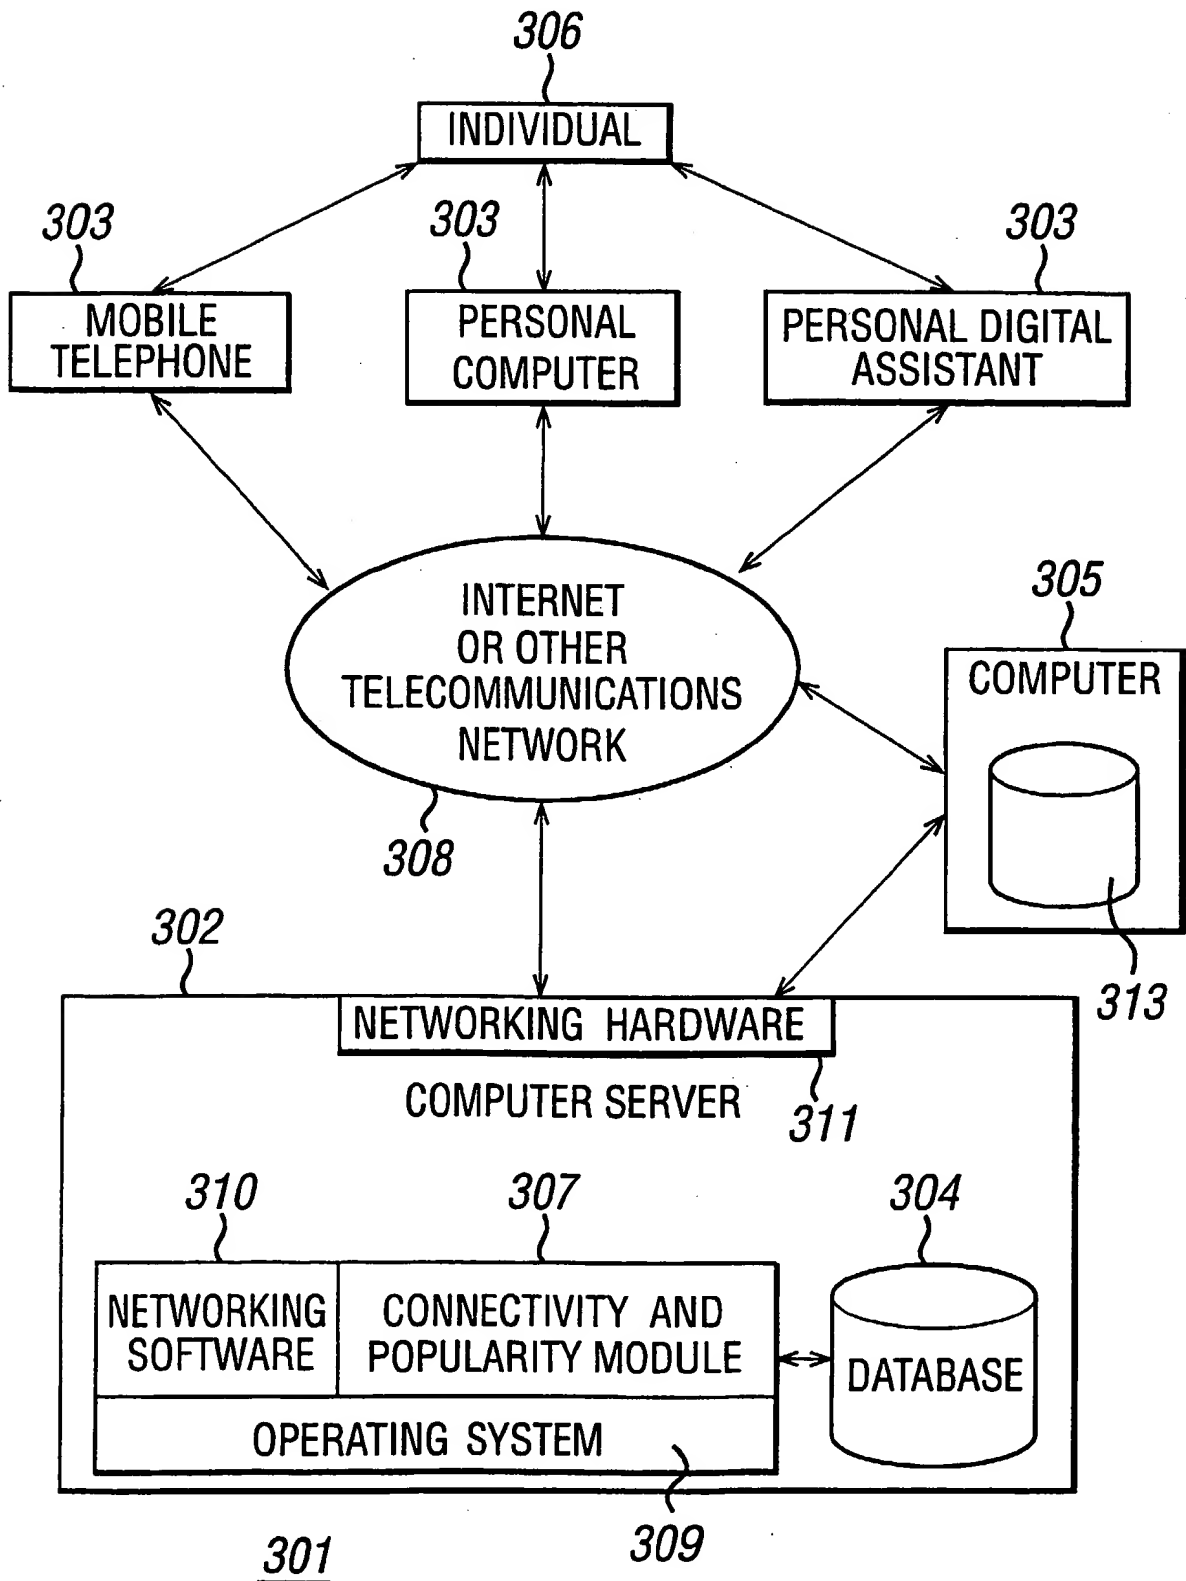 306
INDIVIDUAL
303
303
303
MOBILE
TELEPHONE
PERSONAL
COMPUTER
PERSONAL DIGITAL
ASSISTANT
INTERNET
OR OTHER
TELECOMMUNICATIONS
NETWORK
308
305
COMPUTER
313
302
NETWORKING HARDWARE
311
COMPUTER SERVER
310
307
304
NETWORKING
SOFTWARE
CONNECTIVITY AND
POPULARITY MODULE
DATABASE
OPERATING SYSTEM
309
301